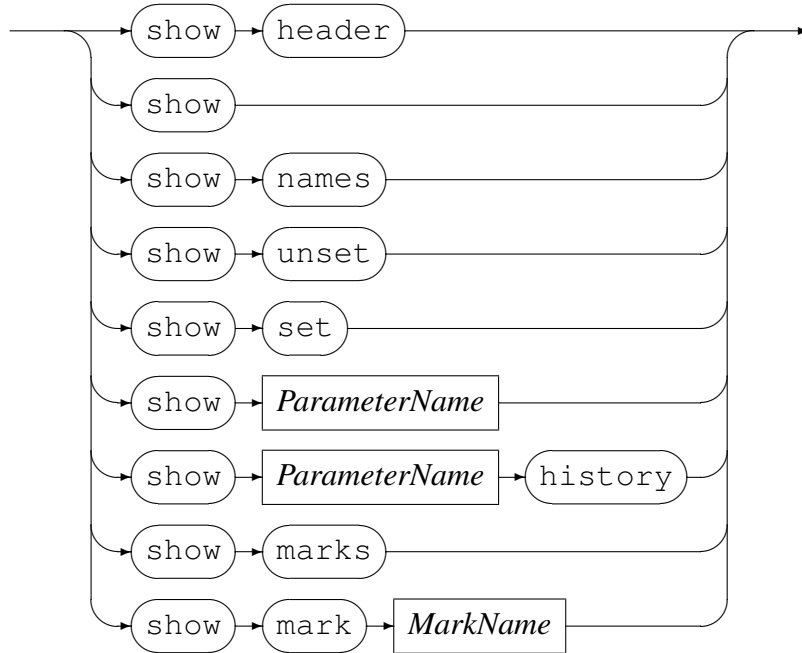 show header
show
show names
show unset
show set
show ParameterName
show ParameterName history
show marks
show mark MarkName